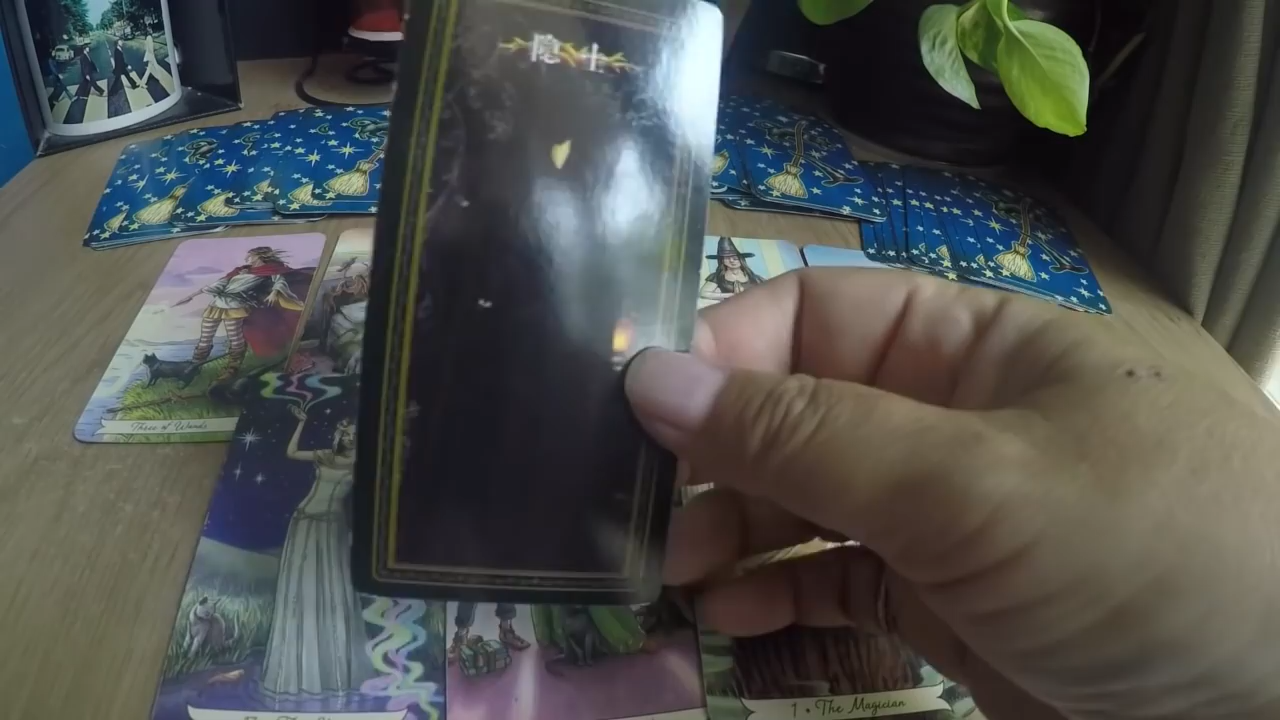 隐士
Three of Wands
1 • The Magician